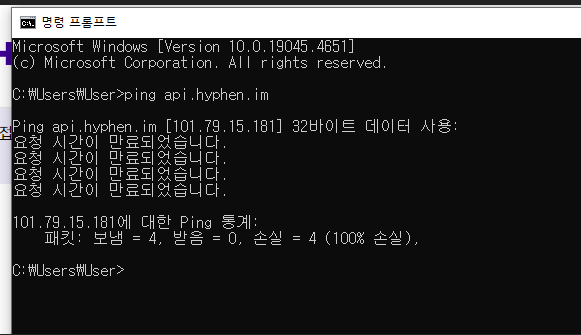 명령 프롬프트
Microsoft Windows [Version 10.0.19045.4651]
(c) Microsoft Corporation. All rights reserved.
C:₩Users₩User>ping api.hyphen.im
Ping api.hyphen.im [101.79.15.181] 32바이트 데이터 사용:
요청 시간이 만료되었습니다.
요청 시간이 만료되었습니다.
요청 시간이 만료되었습니다.
요청 시간이 만료되었습니다.
101.79.15.181에 대한 Ping 통계:
패킷: 보냄 = 4, 받음 = 0, 손실 = 4 (100% 손실),
C:₩Users₩User>
접